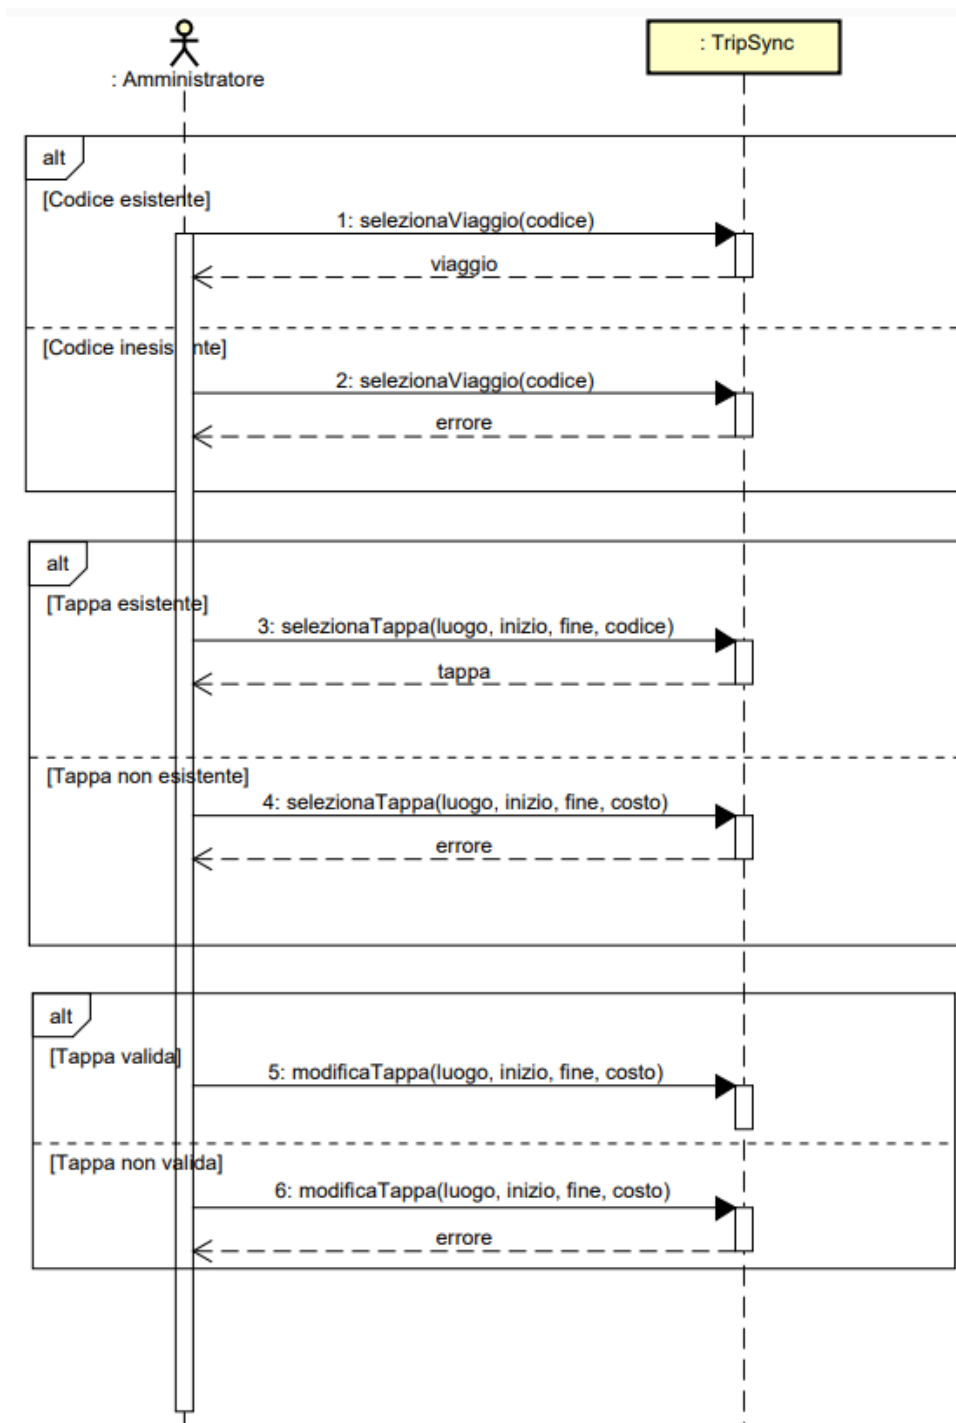 : Amministratore
: TripSync
alt
[Codice esistente]
1: selezionaViaggio(codice)
viaggio
[Codice inesistente]
2: selezionaViaggio(codice)
errore
alt
[Tappa esistente]
3: selezionaTappa(luogo, inizio, fine, codice)
tappa
[Tappa non esistente]
4: selezionaTappa(luogo, inizio, fine, costo)
errore
alt
[Tappa valida]
5: modificaTappa(luogo, inizio, fine, costo)
[Tappa non valida]
6: modificaTappa(luogo, inizio, fine, costo)
errore